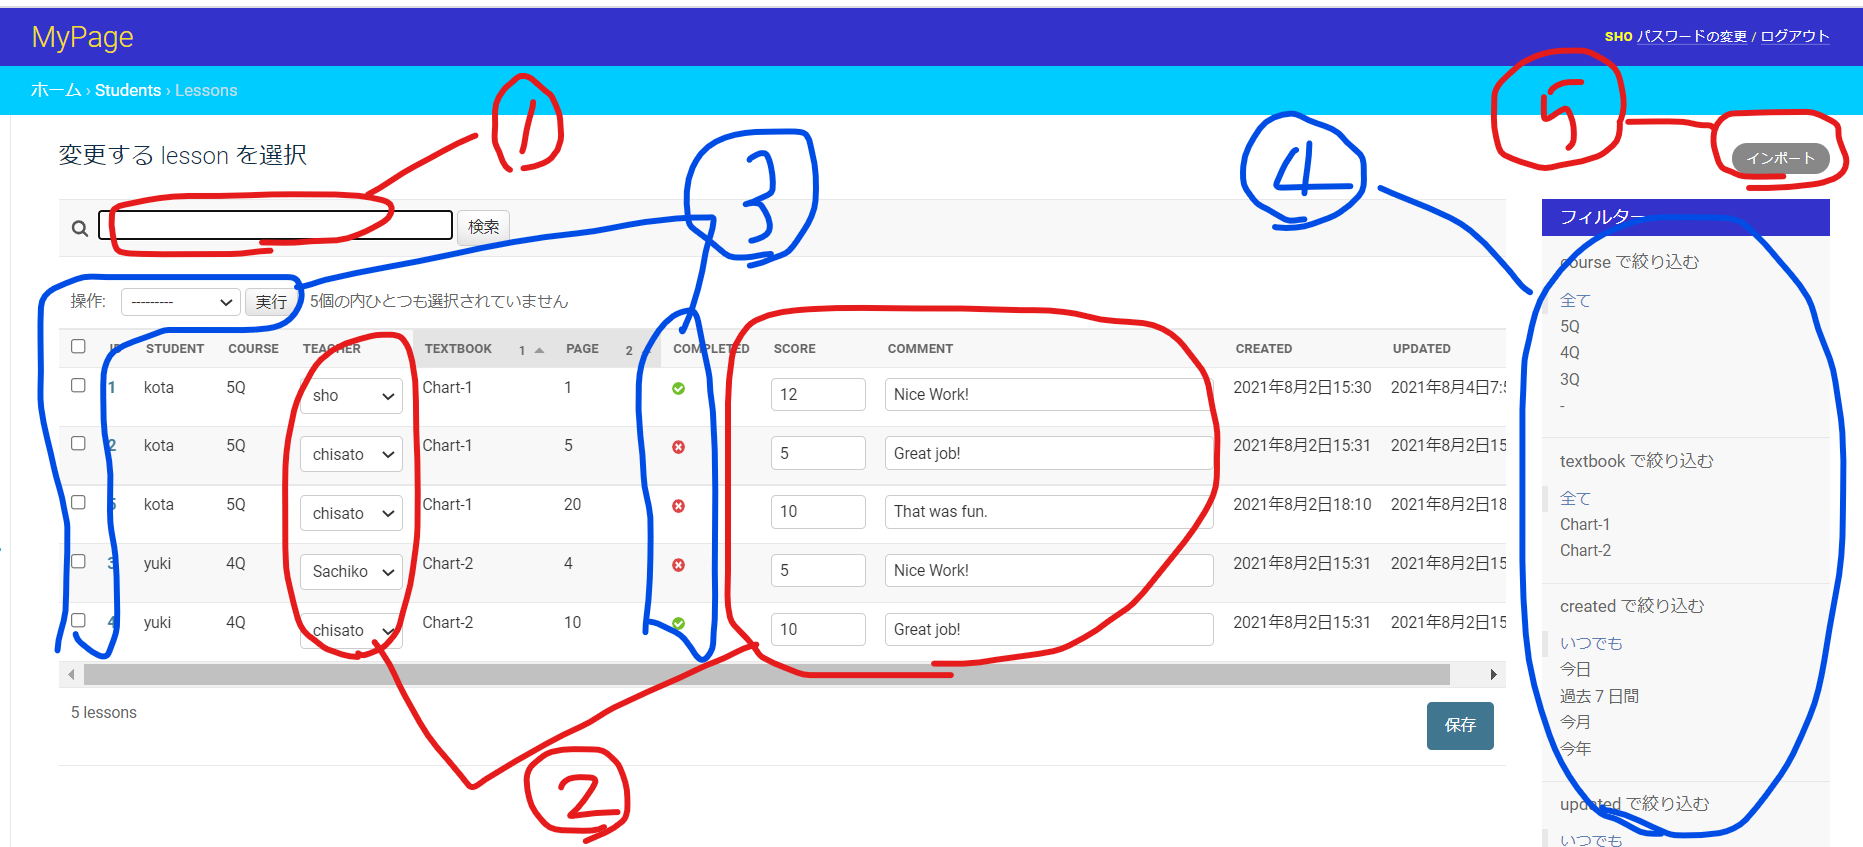 MyPage
SHO パスワードの変更 / ログアウト
ホーム › Students › Lessons
1
5
変更する lesson を選択
3
4
インポート
検索
フィルター
操作: --------- 実行 5個の内ひとつも選択されていません
ID STUDENT COURSE TEACHER TEXTBOOK 1 PAGE 2 COMPLETED SCORE COMMENT CREATED UPDATED
1 kota 5Q sho Chart-1 1 12 Nice Work! 2021年8月2日15:30 2021年8月4日7:5
2 kota 5Q chisato Chart-1 5 5 Great job! 2021年8月2日15:31 2021年8月2日15
5 kota 5Q chisato Chart-1 20 10 That was fun. 2021年8月2日18:10 2021年8月2日18
3 yuki 4Q Sachiko Chart-2 4 5 Nice Work! 2021年8月2日15:31 2021年8月2日15
4 yuki 4Q chisato Chart-2 10 10 Great job! 2021年8月2日15:31 2021年8月2日15
5 lessons
保存
2
course で絞り込む
全て
5Q
4Q
3Q
-
textbook で絞り込む
全て
Chart-1
Chart-2
created で絞り込む
いつでも
今日
過去 7 日間
今月
今年
updated で絞り込む
いつでも